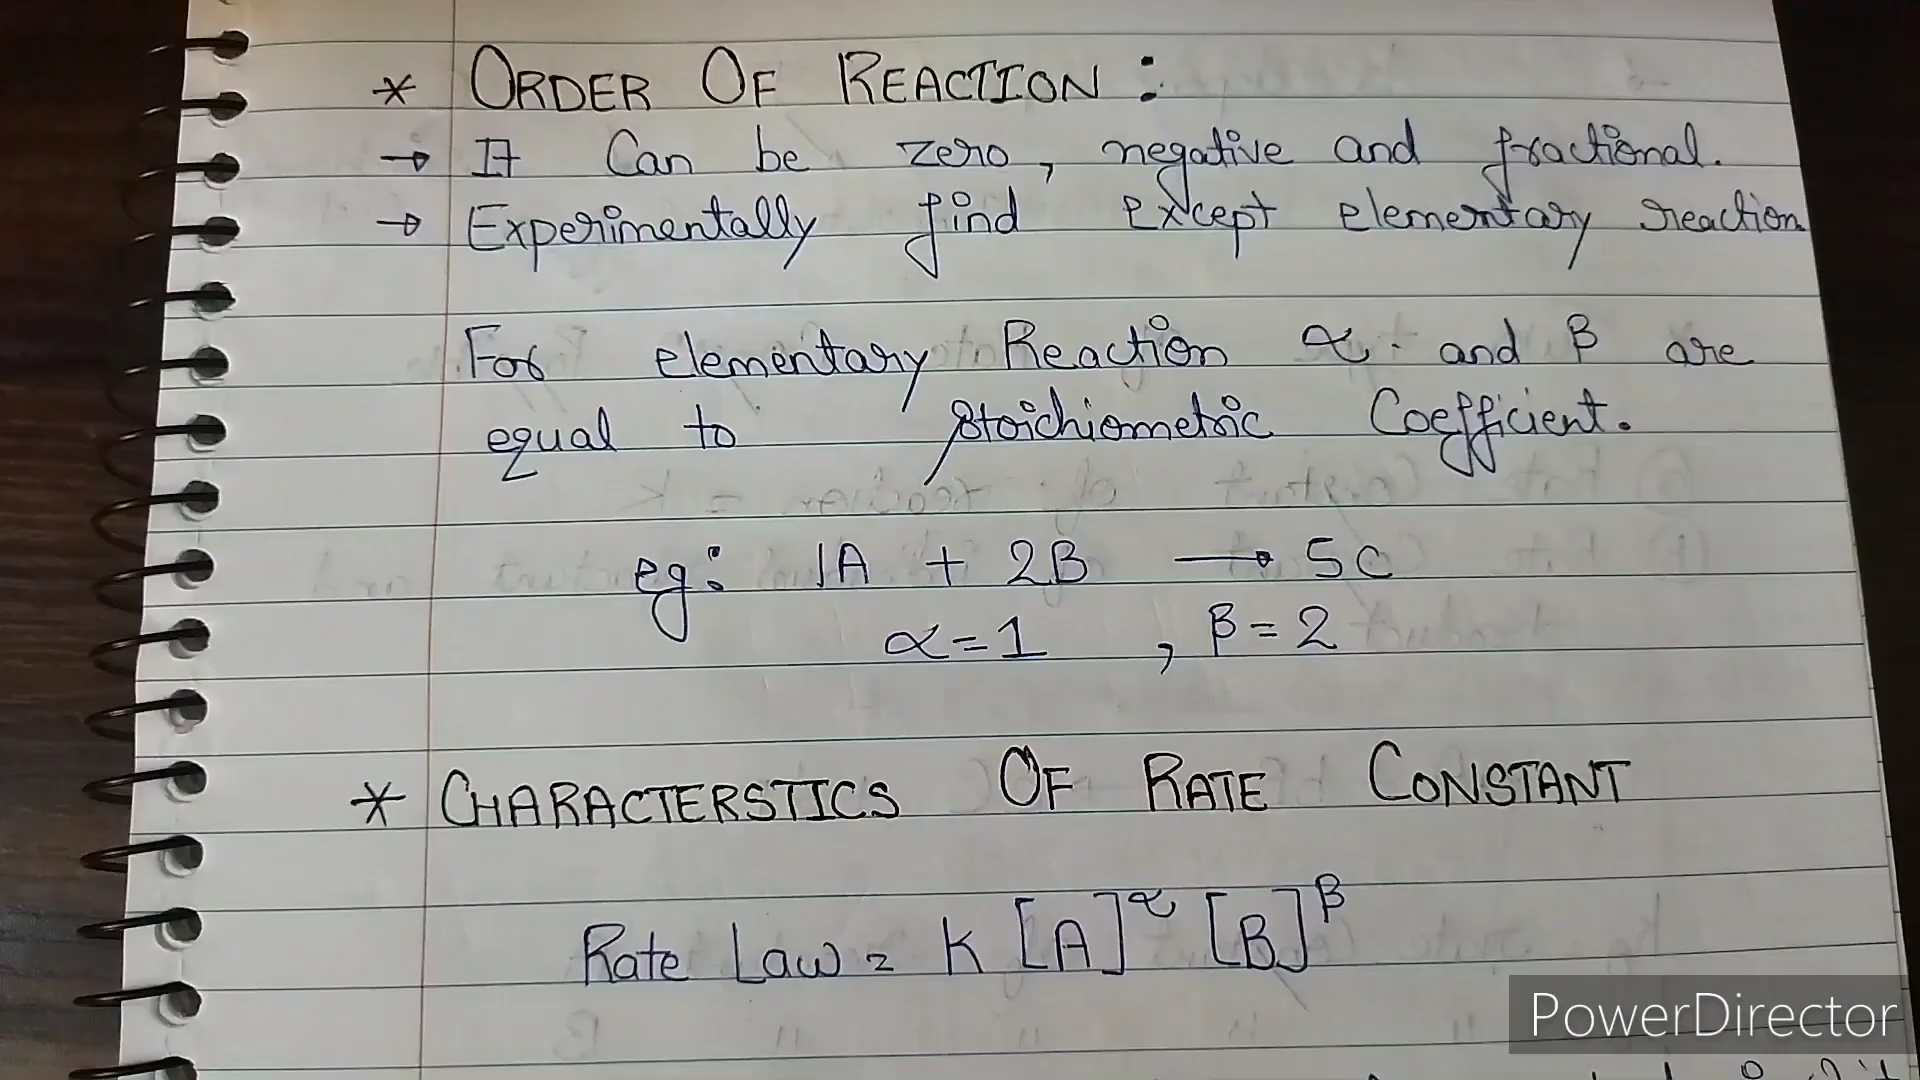 * ORDER OF REACTION :
→ It Can be zero, negative and fractional.
→ Experimentally find except elementary reaction
For elementary Reaction α. and β are
equal to stoichiometric Coefficient.
eg: 1A + 2B → 5C
α=1 , β=2
* CHARACTERSTICS OF RATE CONSTANT
Rate Law = K [A]^α [B]^β
PowerDirector